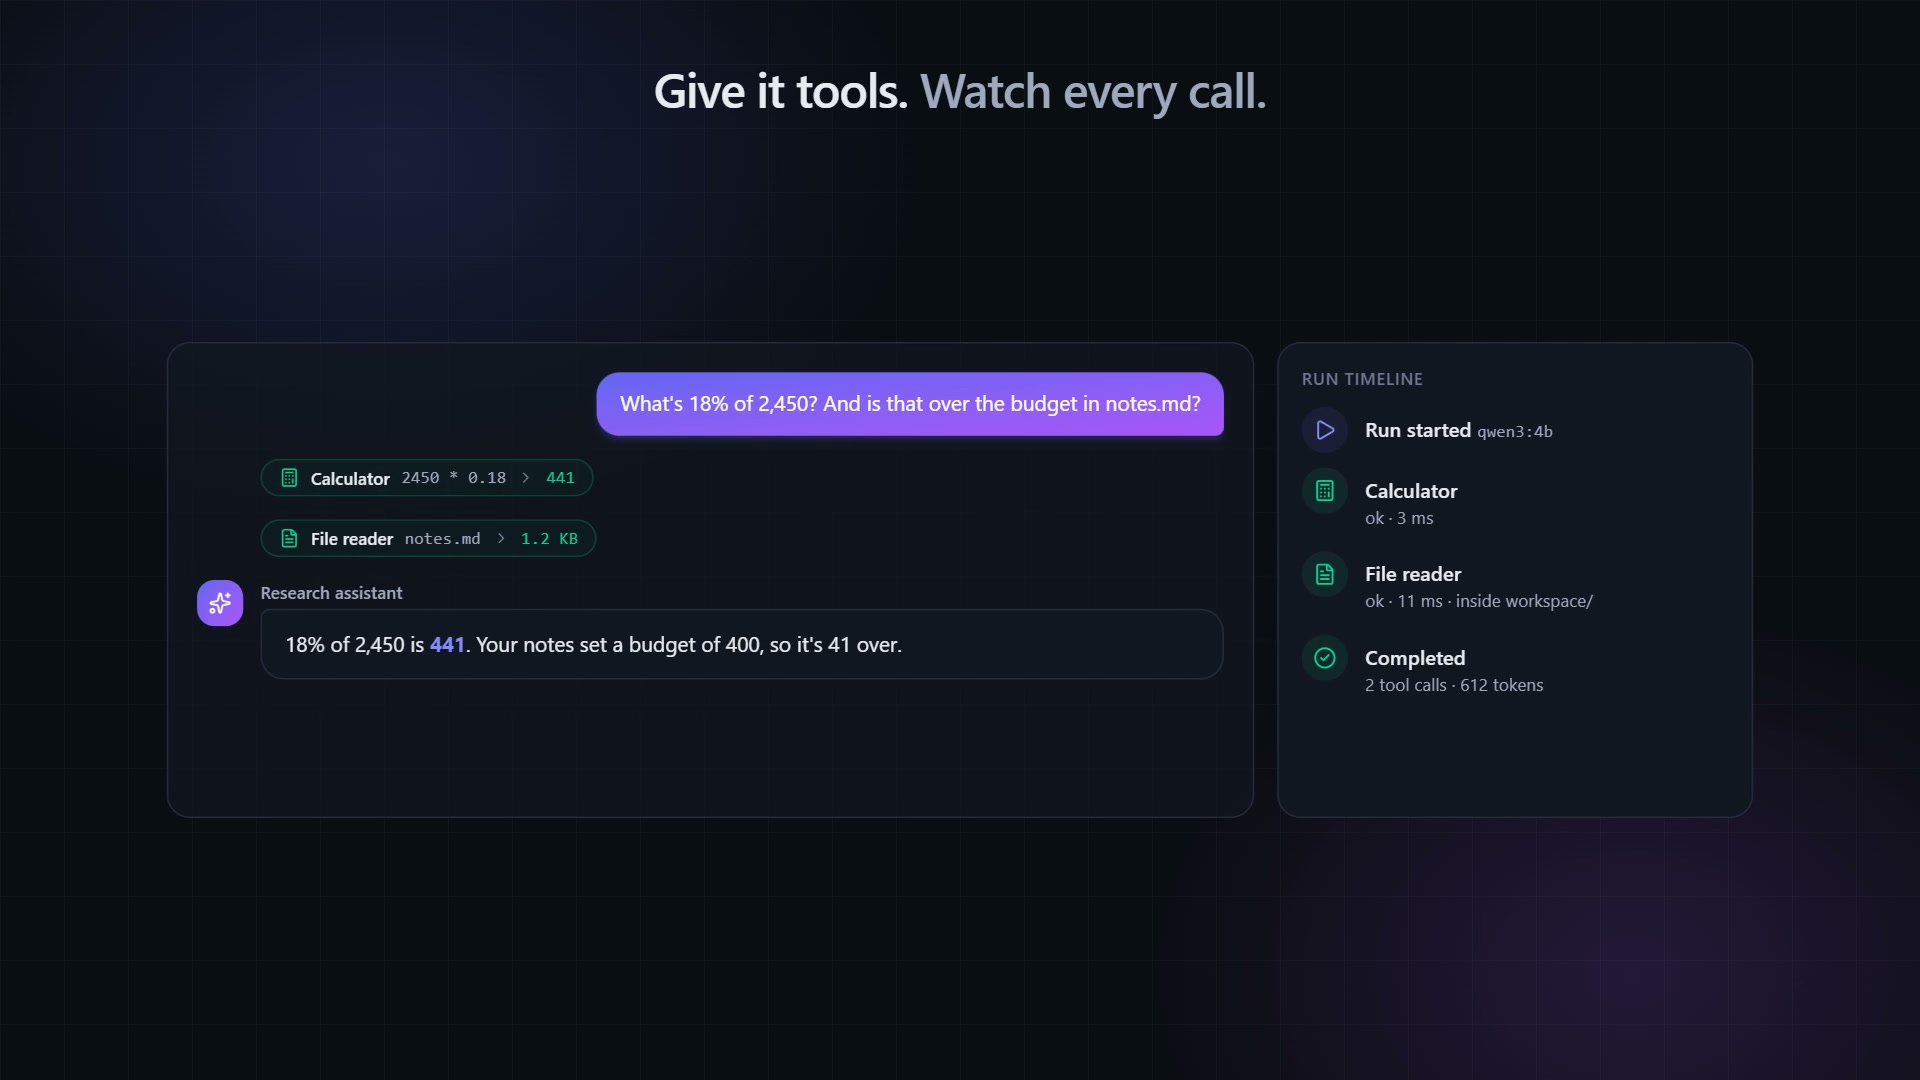 Give it tools. Watch every call.
What's 18% of 2,450? And is that over the budget in notes.md?
Calculator 2450 * 0.18 > 441
File reader notes.md > 1.2 KB
Research assistant
18% of 2,450 is 441. Your notes set a budget of 400, so it's 41 over.
RUN TIMELINE
Run started qwen3:4b
Calculator
ok · 3 ms
File reader
ok · 11 ms · inside workspace/
Completed
2 tool calls · 612 tokens